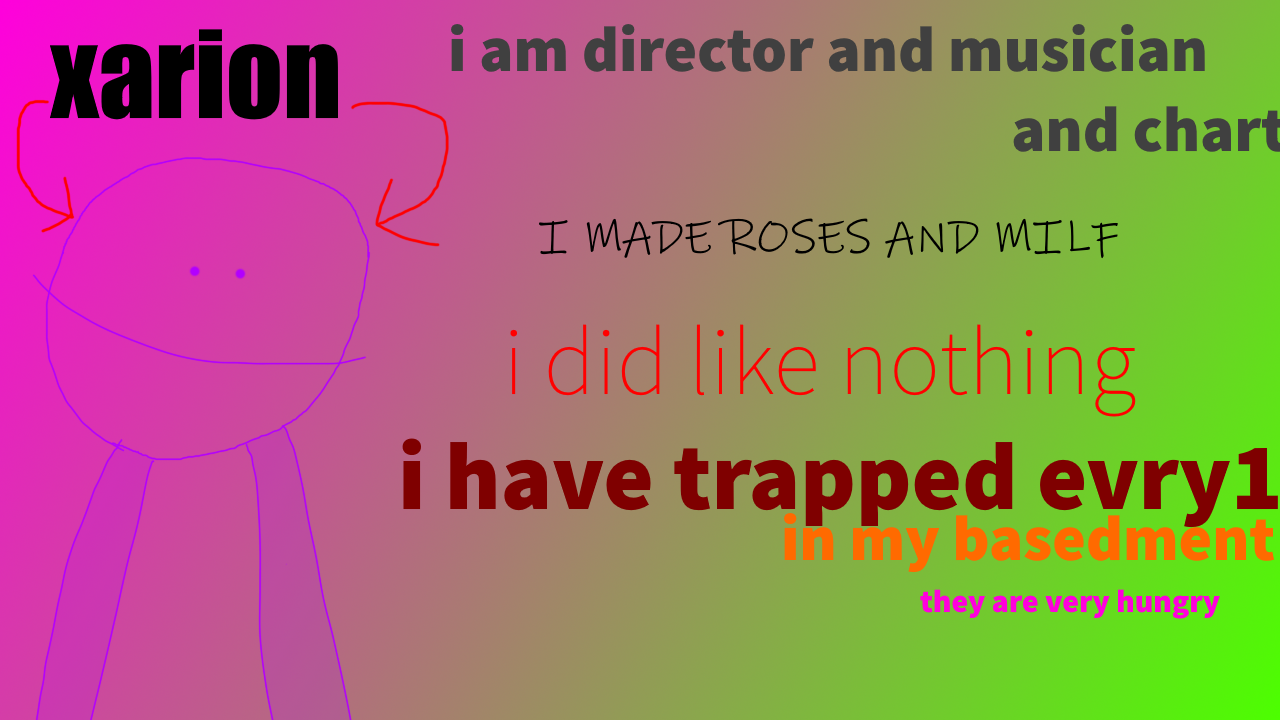 xarion
i am director and musician
and chart
I MADE ROSES AND MILF
i did like nothing
i have trapped evry1
in my basedment
they are very hungry